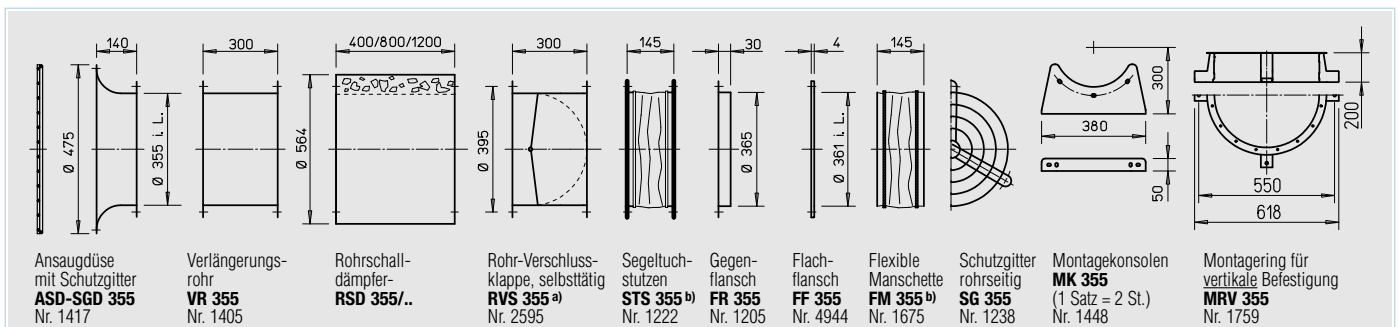 140
300
400/800/1200
300
145
30
4
145
300
200
Ø 475
Ø 355 i. L.
Ø 564
Ø 395
Ø 365
Ø 361 i. L.
380
50
550
618
Ansaugdüse
mit Schutzgitter
ASD-SGD 355
Nr. 1417
Verlängerungs-
rohr
VR 355
Nr. 1405
Rohrschall-
dämpfer-
RSD 355/..
Rohr-Verschluss-
klappe, selbsttätig
RVS 355 a)
Nr. 2595
Segeltuch-
stutzen
STS 355 b)
Nr. 1222
Gegen-
flansch
FR 355
Nr. 1205
Flach-
flansch
FF 355
Nr. 4944
Flexible
Manschette
FM 355 b)
Nr. 1675
Schutzgitter
rohrseitig
SG 355
Nr. 1238
Montagekonsolen
MK 355
(1 Satz = 2 St.)
Nr. 1448
Montagering für
vertikale Befestigung
MRV 355
Nr. 1759